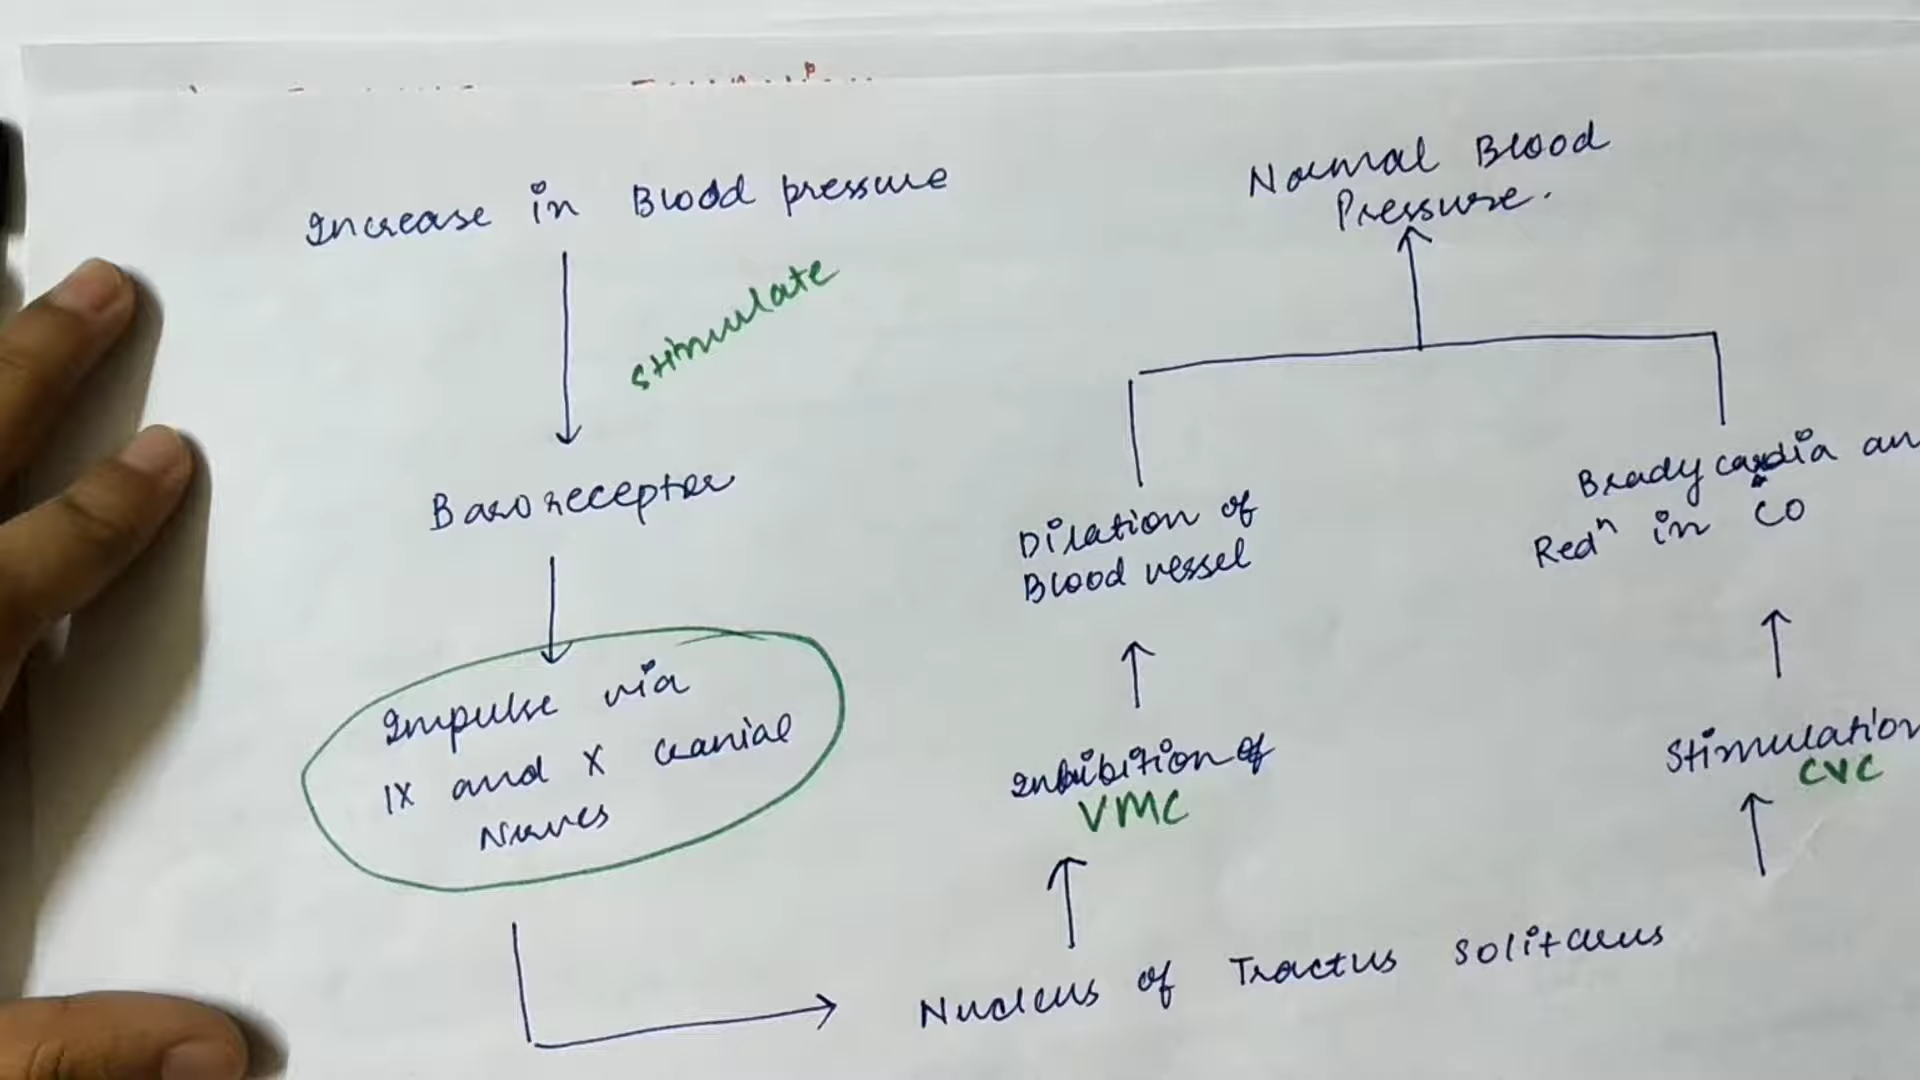 Increase in Blood pressure
stimulate
Baroreceptor
Impulse via
IX and X cranial
Nerves
Nucleus of Tractus Solitarus
Inhibition of
VMC
Dilation of
Blood vessel
Stimulation
CVC
Bradycardia an
Redⁿ in CO
Normal Blood
Pressure.